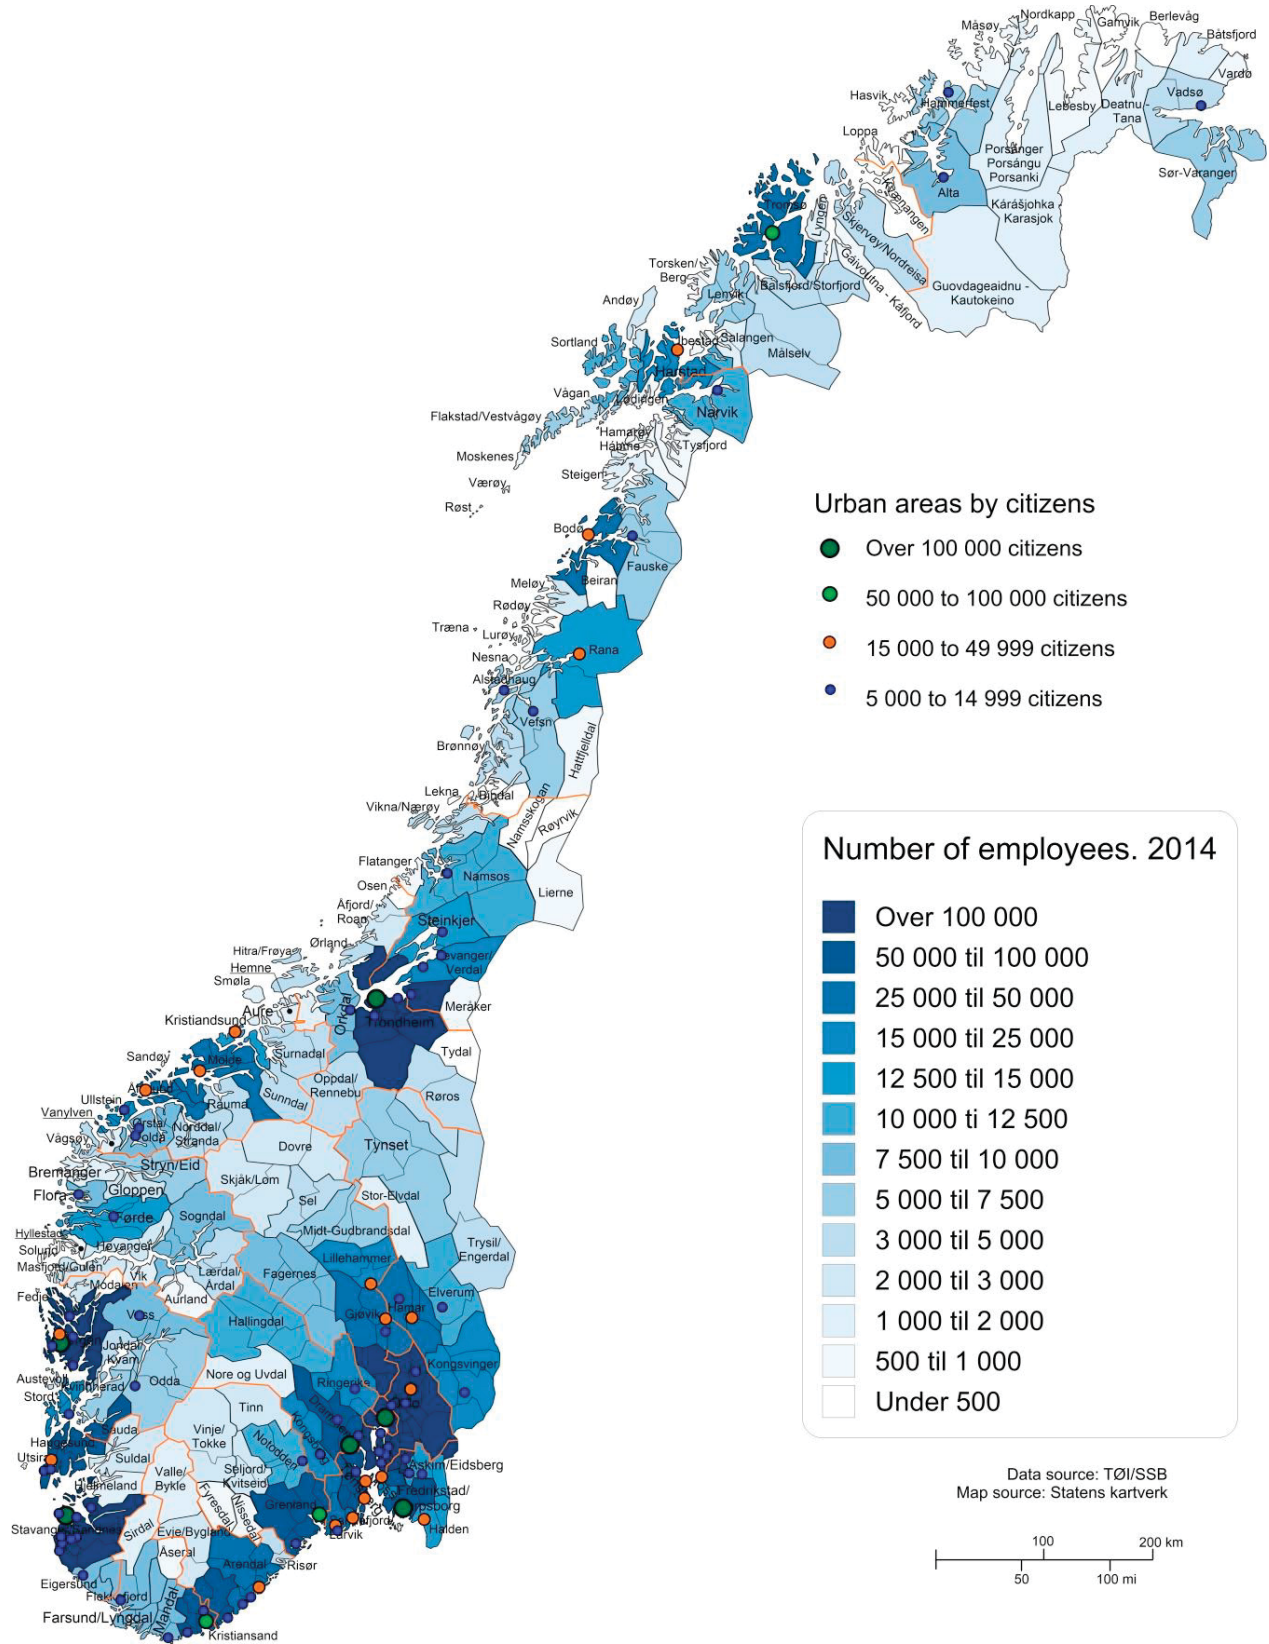 Nordkapp
Gamvik
Berlevåg
Måsøy
Båtsfjord
Vardø
Hasvik
Hammerfest
Lebesby
Deatnu -
Tana
Vadsø
Loppa
Porsanger
Porsángu
Porsanki
Sør-Varanger
Kvænangen
Alta
Kárášjohka -
Karasjok
Tromsø
Lyngen
Skjervøy/Nordreisa
Gáivoutna - Kåfjord
Guovdageaidnu -
Kautokeino
Torsken/
Berg
Lenvik
Balsfjord/Storfjord
Andøy
Sortland
Ibestad
Salangen
Målselv
Harstad
Vågan
Lødingen
Narvik
Flakstad/Vestvågøy
Hamarøy
Hábme
Tysfjord
Moskenes
Steigen
Værøy
Røst
Bodø
Fauske
Beiran
Meløy
Rødøy
Træna
Lurøy
Rana
Nesna
Alstadhaug
Vefsn
Hattfjelldal
Brønnøy
Lekna
Bindal
Vikna/Nærøy
Namsskogan
Røyrvik
Flatanger
Namsos
Lierne
Osen
Åfjord/
Roan
Steinkjer
Ørland
Verdal
Hitra/Frøya
Hemne
Smøla
Meråker
Aure
Orkdal
Trondheim
Kristiandsund
Surnadal
Tydal
Sandøy
Molde
Oppdal/
Rennebu
Røros
Ullstein
Rauma
Sunndal
Vanylven
Norddal/
Stranda
Vågsøy
Dovre
Tynset
Stryn/Eid
Bremanger
Gloppen
Skjåk/Lom
Sel
Stor-Elvdal
Flora
Førde
Sogndal
Midt-Gudbrandsdal
Trysil/
Engerdal
Hyllestad
Solund
Høyanger
Lillehammer
Masfjord/Gulen
Vik
Lærdal/
Årdal
Fagernes
Modalen
Aurland
Fedje
Elverum
Voss
Hallingdal
Gjøvik
Hamar
Jondal/
Kvam
Kongsvinger
Austevoll
Kvinnherad
Odda
Nore og Uvdal
Ringerike
Stord
Tinn
Drammen
Sauda
Haugesund
Vinje/
Tokke
Notodden
Kongsberg
Utsira
Suldal
Seljord/
Kvitseid
Askim/Eidsberg
Hjelmeland
Valle/
Bykle
Fyresdal
Nissedal
Grenland
Fredrikstad/
Stavanger/Sandnes
Sirdal
Evje/Bygland
Larvik
Halden
Åseral
Arendal
Risør
Eigersund
Flekkefjord
Mandal
Farsund/Lyngdal
Kristiansand
Urban areas by citizens
Over 100 000 citizens
50 000 to 100 000 citizens
15 000 to 49 999 citizens
5 000 to 14 999 citizens
Number of employees. 2014
Over 100 000
50 000 til 100 000
25 000 til 50 000
15 000 til 25 000
12 500 til 15 000
10 000 ti 12 500
7 500 til 10 000
5 000 til 7 500
3 000 til 5 000
2 000 til 3 000
1 000 til 2 000
500 til 1 000
Under 500
Data source: TØI/SSB
Map source: Statens kartverk
100 200 km
50 100 mi